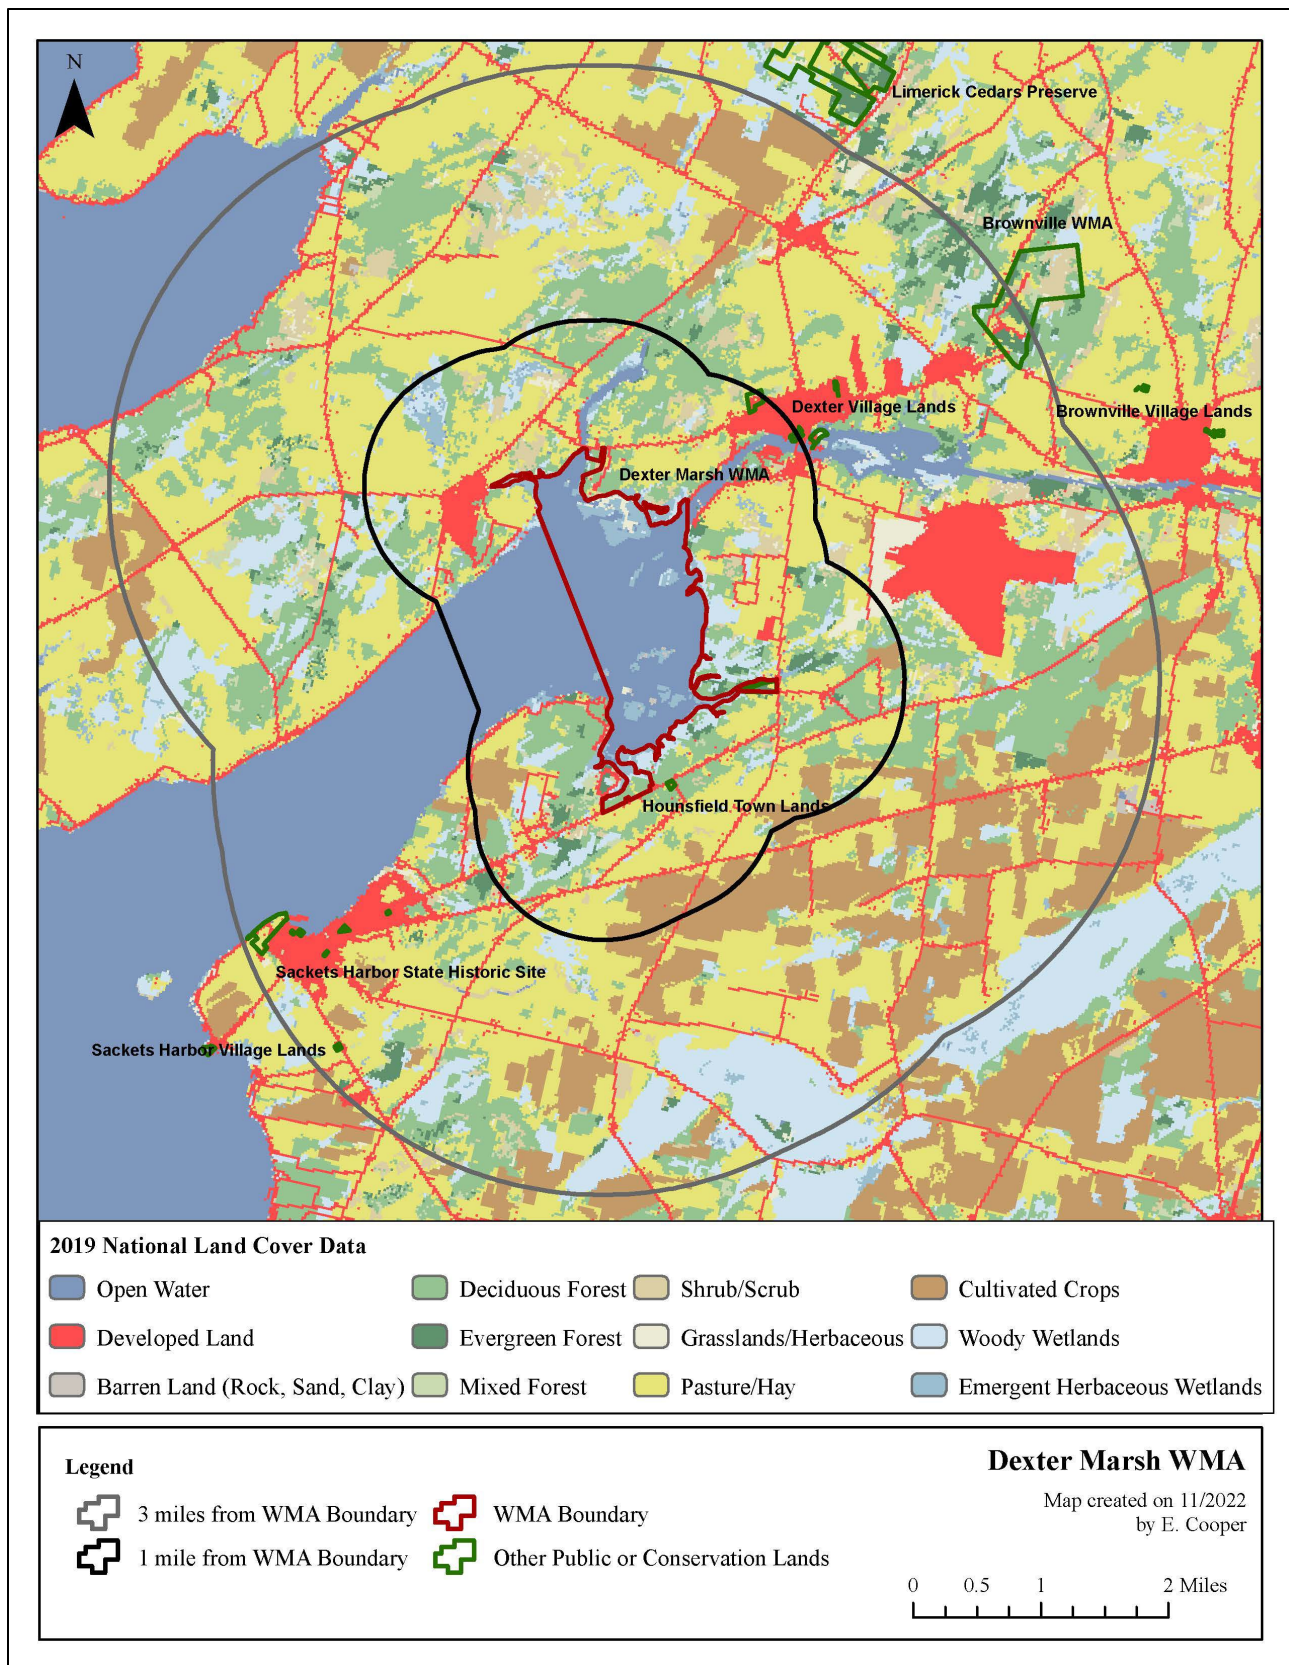 N
Limerick Cedars Preserve
Brownville WMA
Dexter Village Lands
Brownville Village Lands
Dexter Marsh WMA
Hounsfield Town Lands
Sackets Harbor State Historic Site
Sackets Harbor Village Lands
2019 National Land Cover Data
Open Water
Deciduous Forest
Shrub/Scrub
Cultivated Crops
Developed Land
Evergreen Forest
Grasslands/Herbaceous
Woody Wetlands
Barren Land (Rock, Sand, Clay)
Mixed Forest
Pasture/Hay
Emergent Herbaceous Wetlands
Legend
3 miles from WMA Boundary
WMA Boundary
1 mile from WMA Boundary
Other Public or Conservation Lands
Dexter Marsh WMA
Map created on 11/2022
by E. Cooper
0 0.5 1 2 Miles